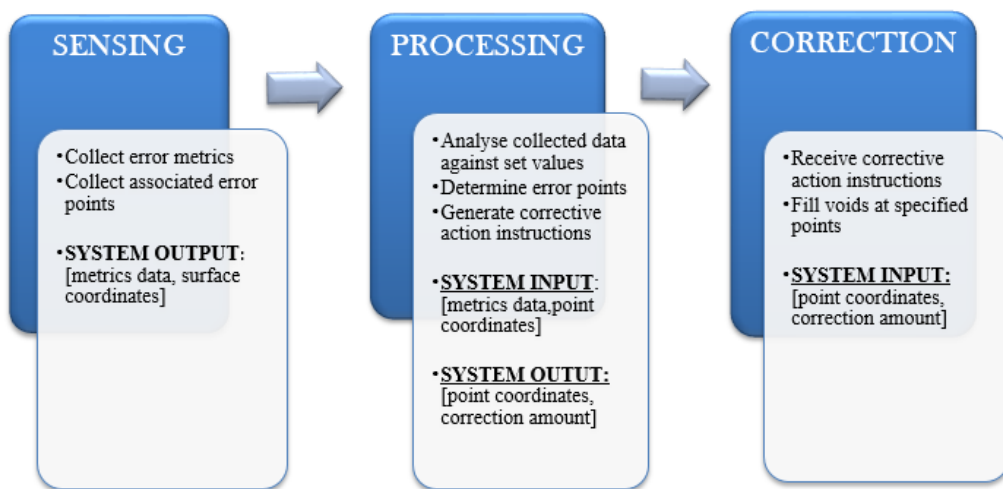 SENSING
•Collect error metrics
•Collect associated error
points
•SYSTEM OUTPUT:
[metrics data, surface
coordinates]
PROCESSING
•Analyse collected data
against set values
•Determine error points
•Generate corrective
action instructions
•SYSTEM INPUT:
[metrics data,point
coordinates]
•SYSTEM OUTUT:
[point coordinates,
correction amount]
CORRECTION
•Receive corrective
action instructions
•Fill voids at specified
points
•SYSTEM INPUT:
[point coordinates,
correction amount]